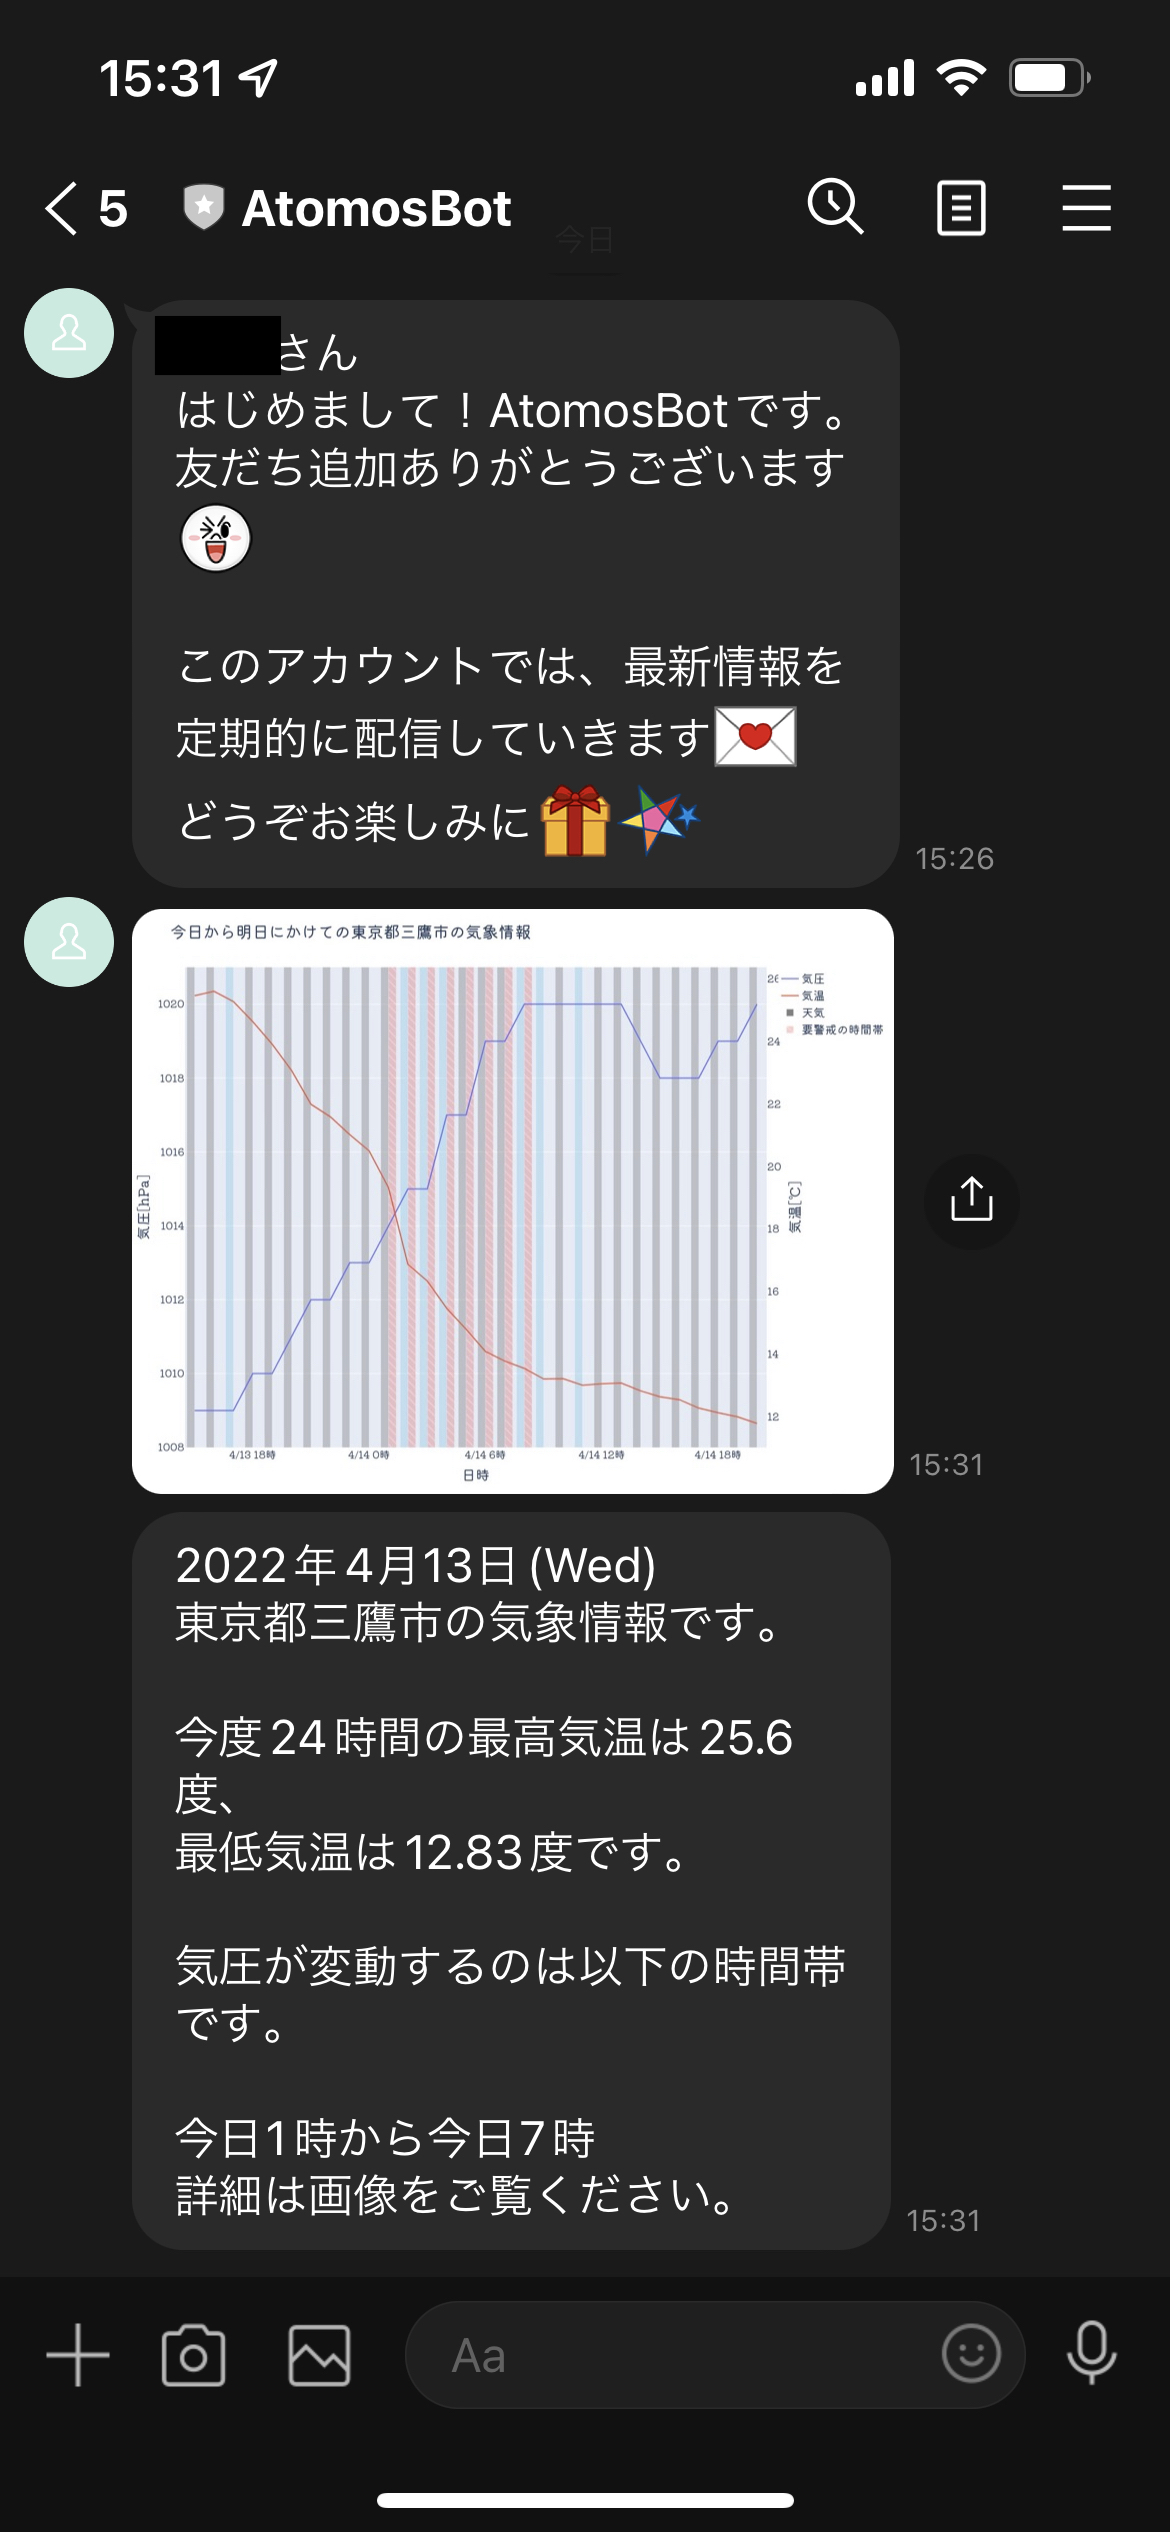 15:31
5 AtomosBot
今日
さん
はじめまして！AtomosBotです。
友だち追加ありがとうございます
このアカウントでは、最新情報を
定期的に配信していきます
どうぞお楽しみに
15:26
今日から明日にかけての東京都三鷹市の気象情報
1020
1018
1016
1014
1012
1010
1008
気圧[hPa]
26
24
22
20
18
16
14
12
気温[℃]
気圧
気温
天気
要警戒の時間帯
4/13 18時 4/14 0時 4/14 6時 4/14 12時 4/14 18時
日時
15:31
2022年4月13日(Wed)
東京都三鷹市の気象情報です。
今度24時間の最高気温は25.6
度、
最低気温は12.83度です。
気圧が変動するのは以下の時間帯
です。
今日1時から今日7時
詳細は画像をご覧ください。
15:31
Aa